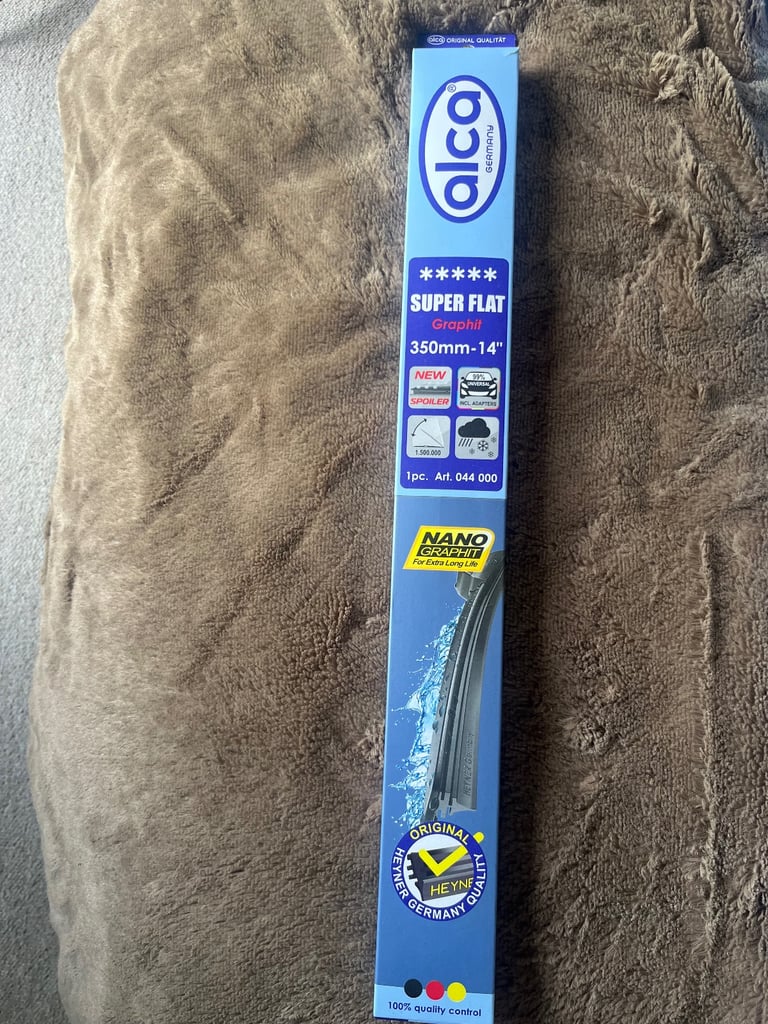 alca ORIGINAL QUALITÄT
alca®
GERMANY
*****
SUPER FLAT
Graphit
350mm-14"
NEW
SPOILER
99%
UNIVERSAL
INCL. ADAPTERS
1.500.000
1pc. Art. 044 000
NANO
GRAPHIT
For Extra Long Life
ORIGINAL
HEYNER GERMANY QUALITY
HEYNE
100% quality control